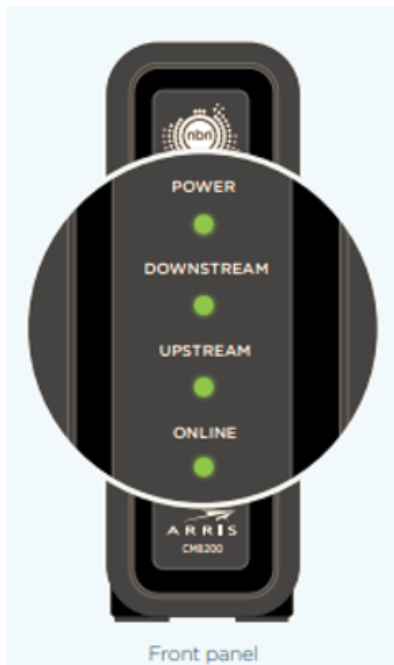 nbn
POWER
DOWNSTREAM
UPSTREAM
ONLINE
ARRIS
CM8200
Front panel